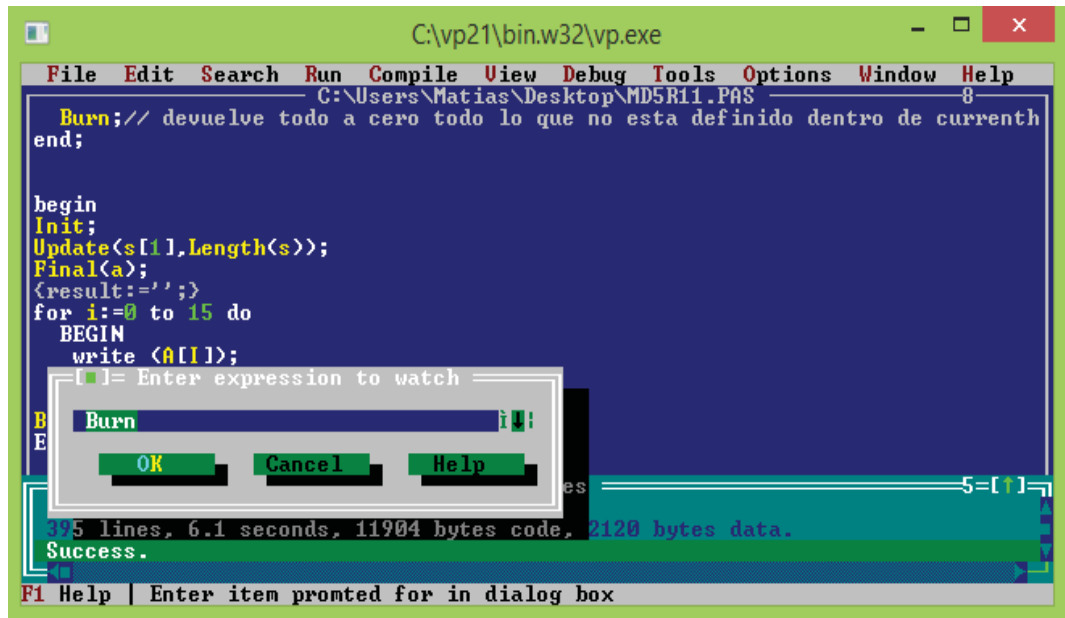 C:\vp21\bin.w32\vp.exe
File Edit Search Run Compile View Debug Tools Options Window Help
C:\Users\Matias\Desktop\MD5R11.PAS 8
Burn;// devuelve todo a cero todo lo que no esta definido dentro de currenth
end;
begin
Init;
Update(s[1],Length(s));
Final(a);
{result:='';}
for i:=0 to 15 do
BEGIN
write (A[I]);
[■]= Enter expression to watch
B
Burn
E
OK Cancel Help
es 5=[↑]
395 lines, 6.1 seconds, 11904 bytes code, 2120 bytes data.
Success.
F1 Help | Enter item promted for in dialog box